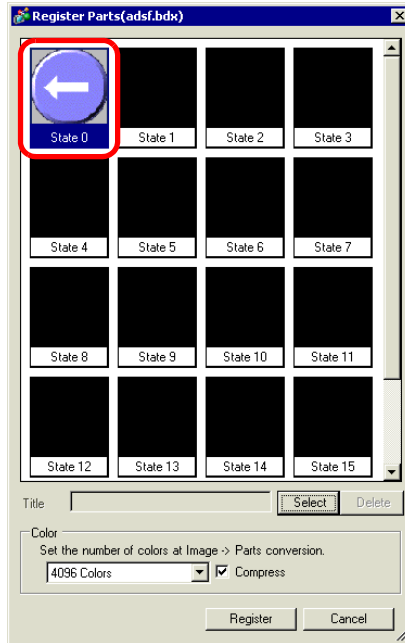 Register Parts(adsf.bdx)
State 0 State 1 State 2 State 3
State 4 State 5 State 6 State 7
State 8 State 9 State 10 State 11
State 12 State 13 State 14 State 15
Title Select Delete
Color
Set the number of colors at Image -> Parts conversion.
4096 Colors Compress
Register Cancel